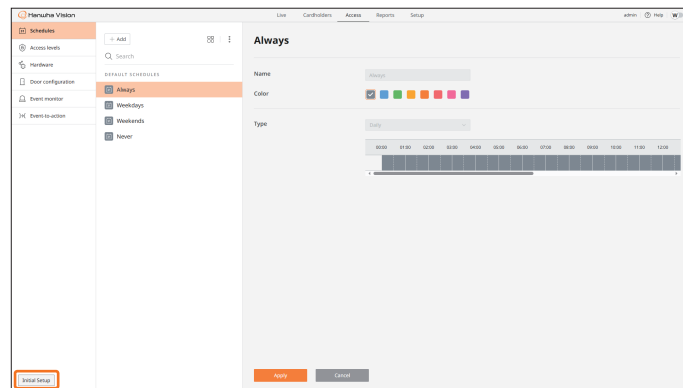 Hanwha Vision
Live Cardholders Access Reports Setup
admin Help
Schedules
Access levels
Hardware
Door configuration
Event monitor
Event-to-action
Initial Setup
+ Add
Search
DEFAULT SCHEDULES
Always
Weekdays
Weekends
Never
Always
Name
Always
Color
Type
Daily
00:00 01:00 02:00 03:00 04:00 05:00 06:00 07:00 08:00 09:00 10:00 11:00 12:00
Apply Cancel